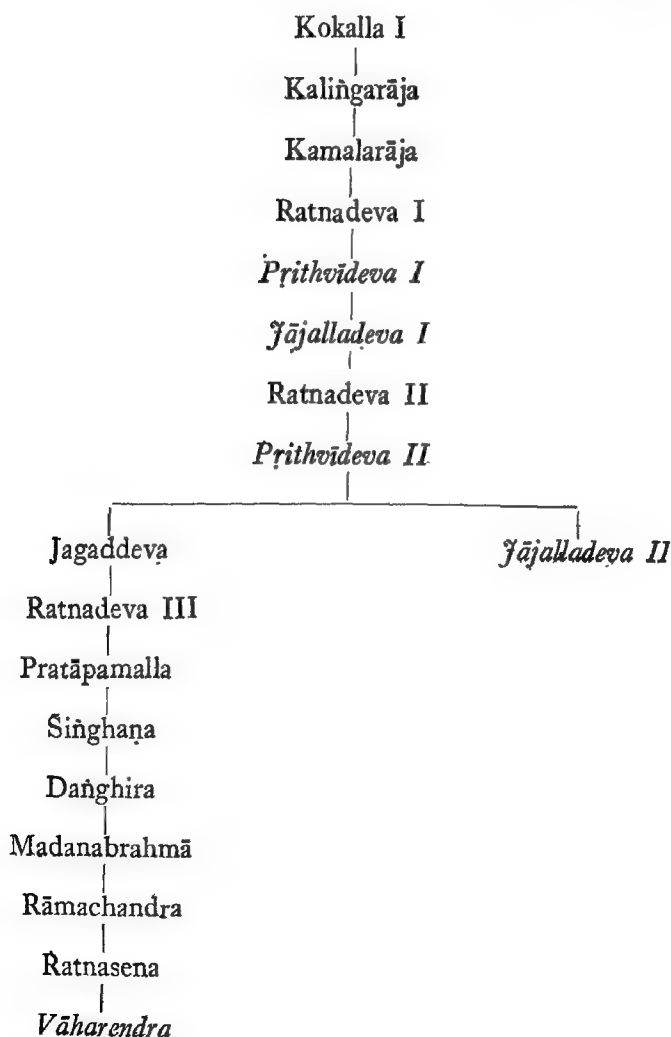 Kokalla I
Kaliṅgarāja
Kamalarāja
Ratnadeva I
Pṛithvīdeva I
Jājalladeva I
Ratnadeva II
Pṛithvīdeva II
Jagaddeva Jājalladeva II
Ratnadeva III
Pratāpamalla
Siṅghaṇa
Daṅghira
Madanabrahmā
Rāmachandra
Ratnasena
Vāharendra